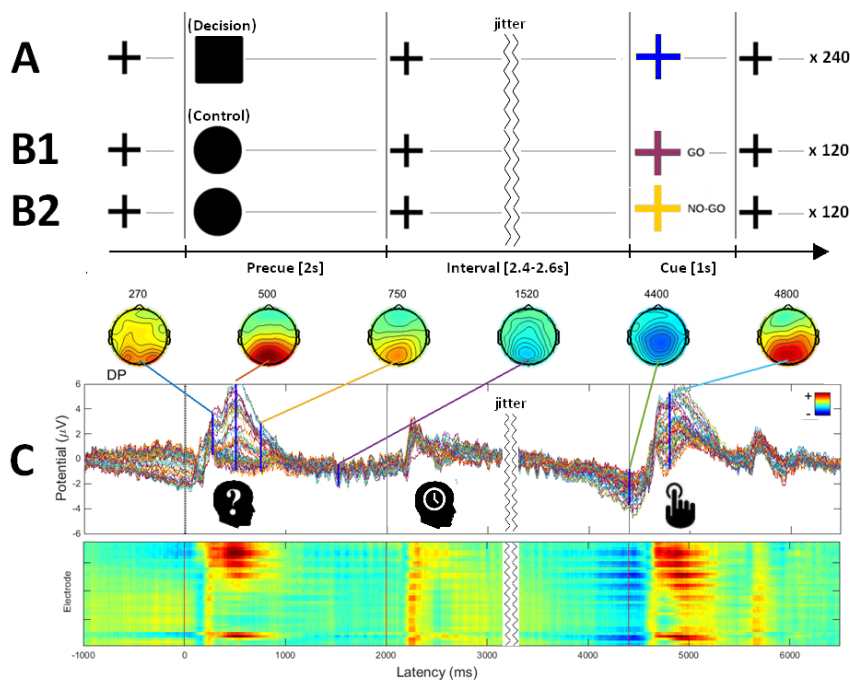 (Decision)
jitter
A
x 240
(Control)
B1
GO
x 120
B2
NO-GO
x 120
Precue [2s]
Interval [2.4-2.6s]
Cue [1s]
270
500
750
1520
4400
4800
DP
6
4
2
0
-2
-4
-6
Potential (μV)
jitter
+
-
C
?
Electrode
-1000
0
1000
2000
3000
4000
5000
6000
Latency (ms)